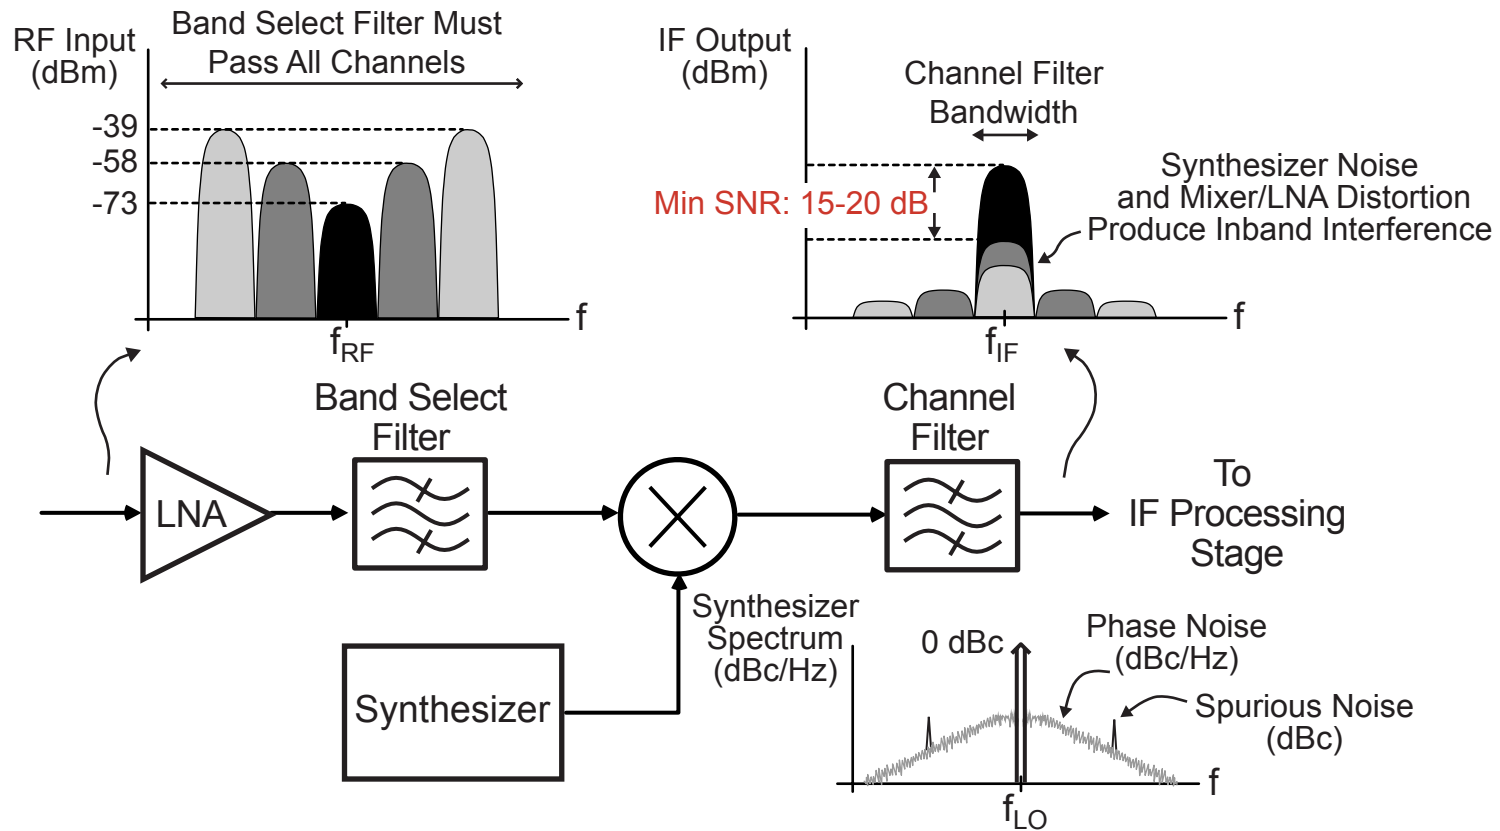 RF Input
(dBm)
Band Select Filter Must
Pass All Channels
-39
-58
-73
f
fRF
IF Output
(dBm)
Channel Filter
Bandwidth
Min SNR: 15-20 dB
Synthesizer Noise
and Mixer/LNA Distortion
Produce Inband Interference
f
fIF
Band Select
Filter
Channel
Filter
LNA
To
IF Processing
Stage
Synthesizer
Synthesizer
Spectrum
(dBc/Hz)
0 dBc
Phase Noise
(dBc/Hz)
Spurious Noise
(dBc)
f
fLO